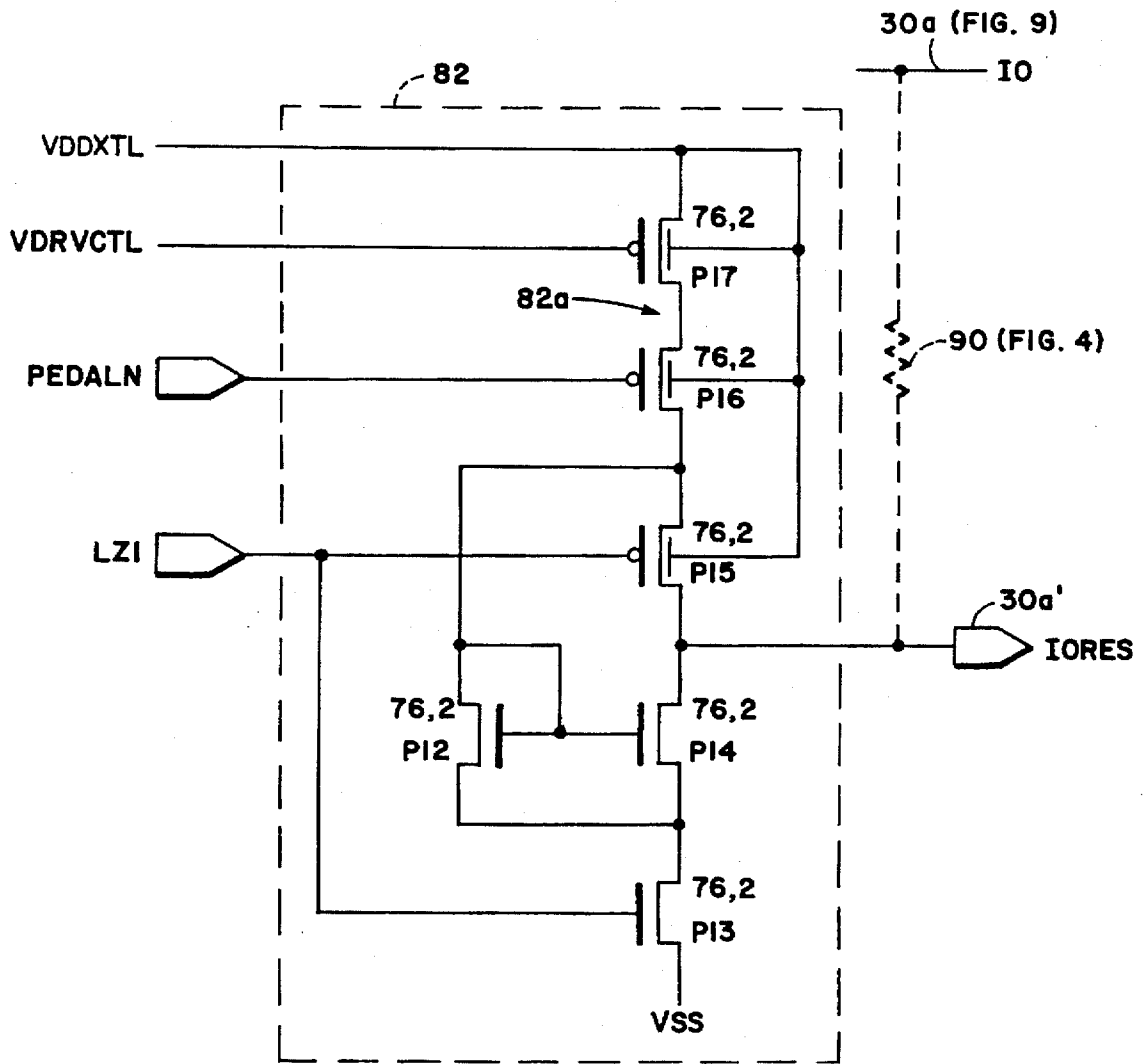 30a (FIG. 9)
IO
82
VDDXTL
76,2
VDRVCTL
P17
82a
90 (FIG. 4)
76,2
PEDALN
P16
76,2
LZ1
P15
30a'
IORES
76,2
76,2
P12
P14
76,2
P13
VSS